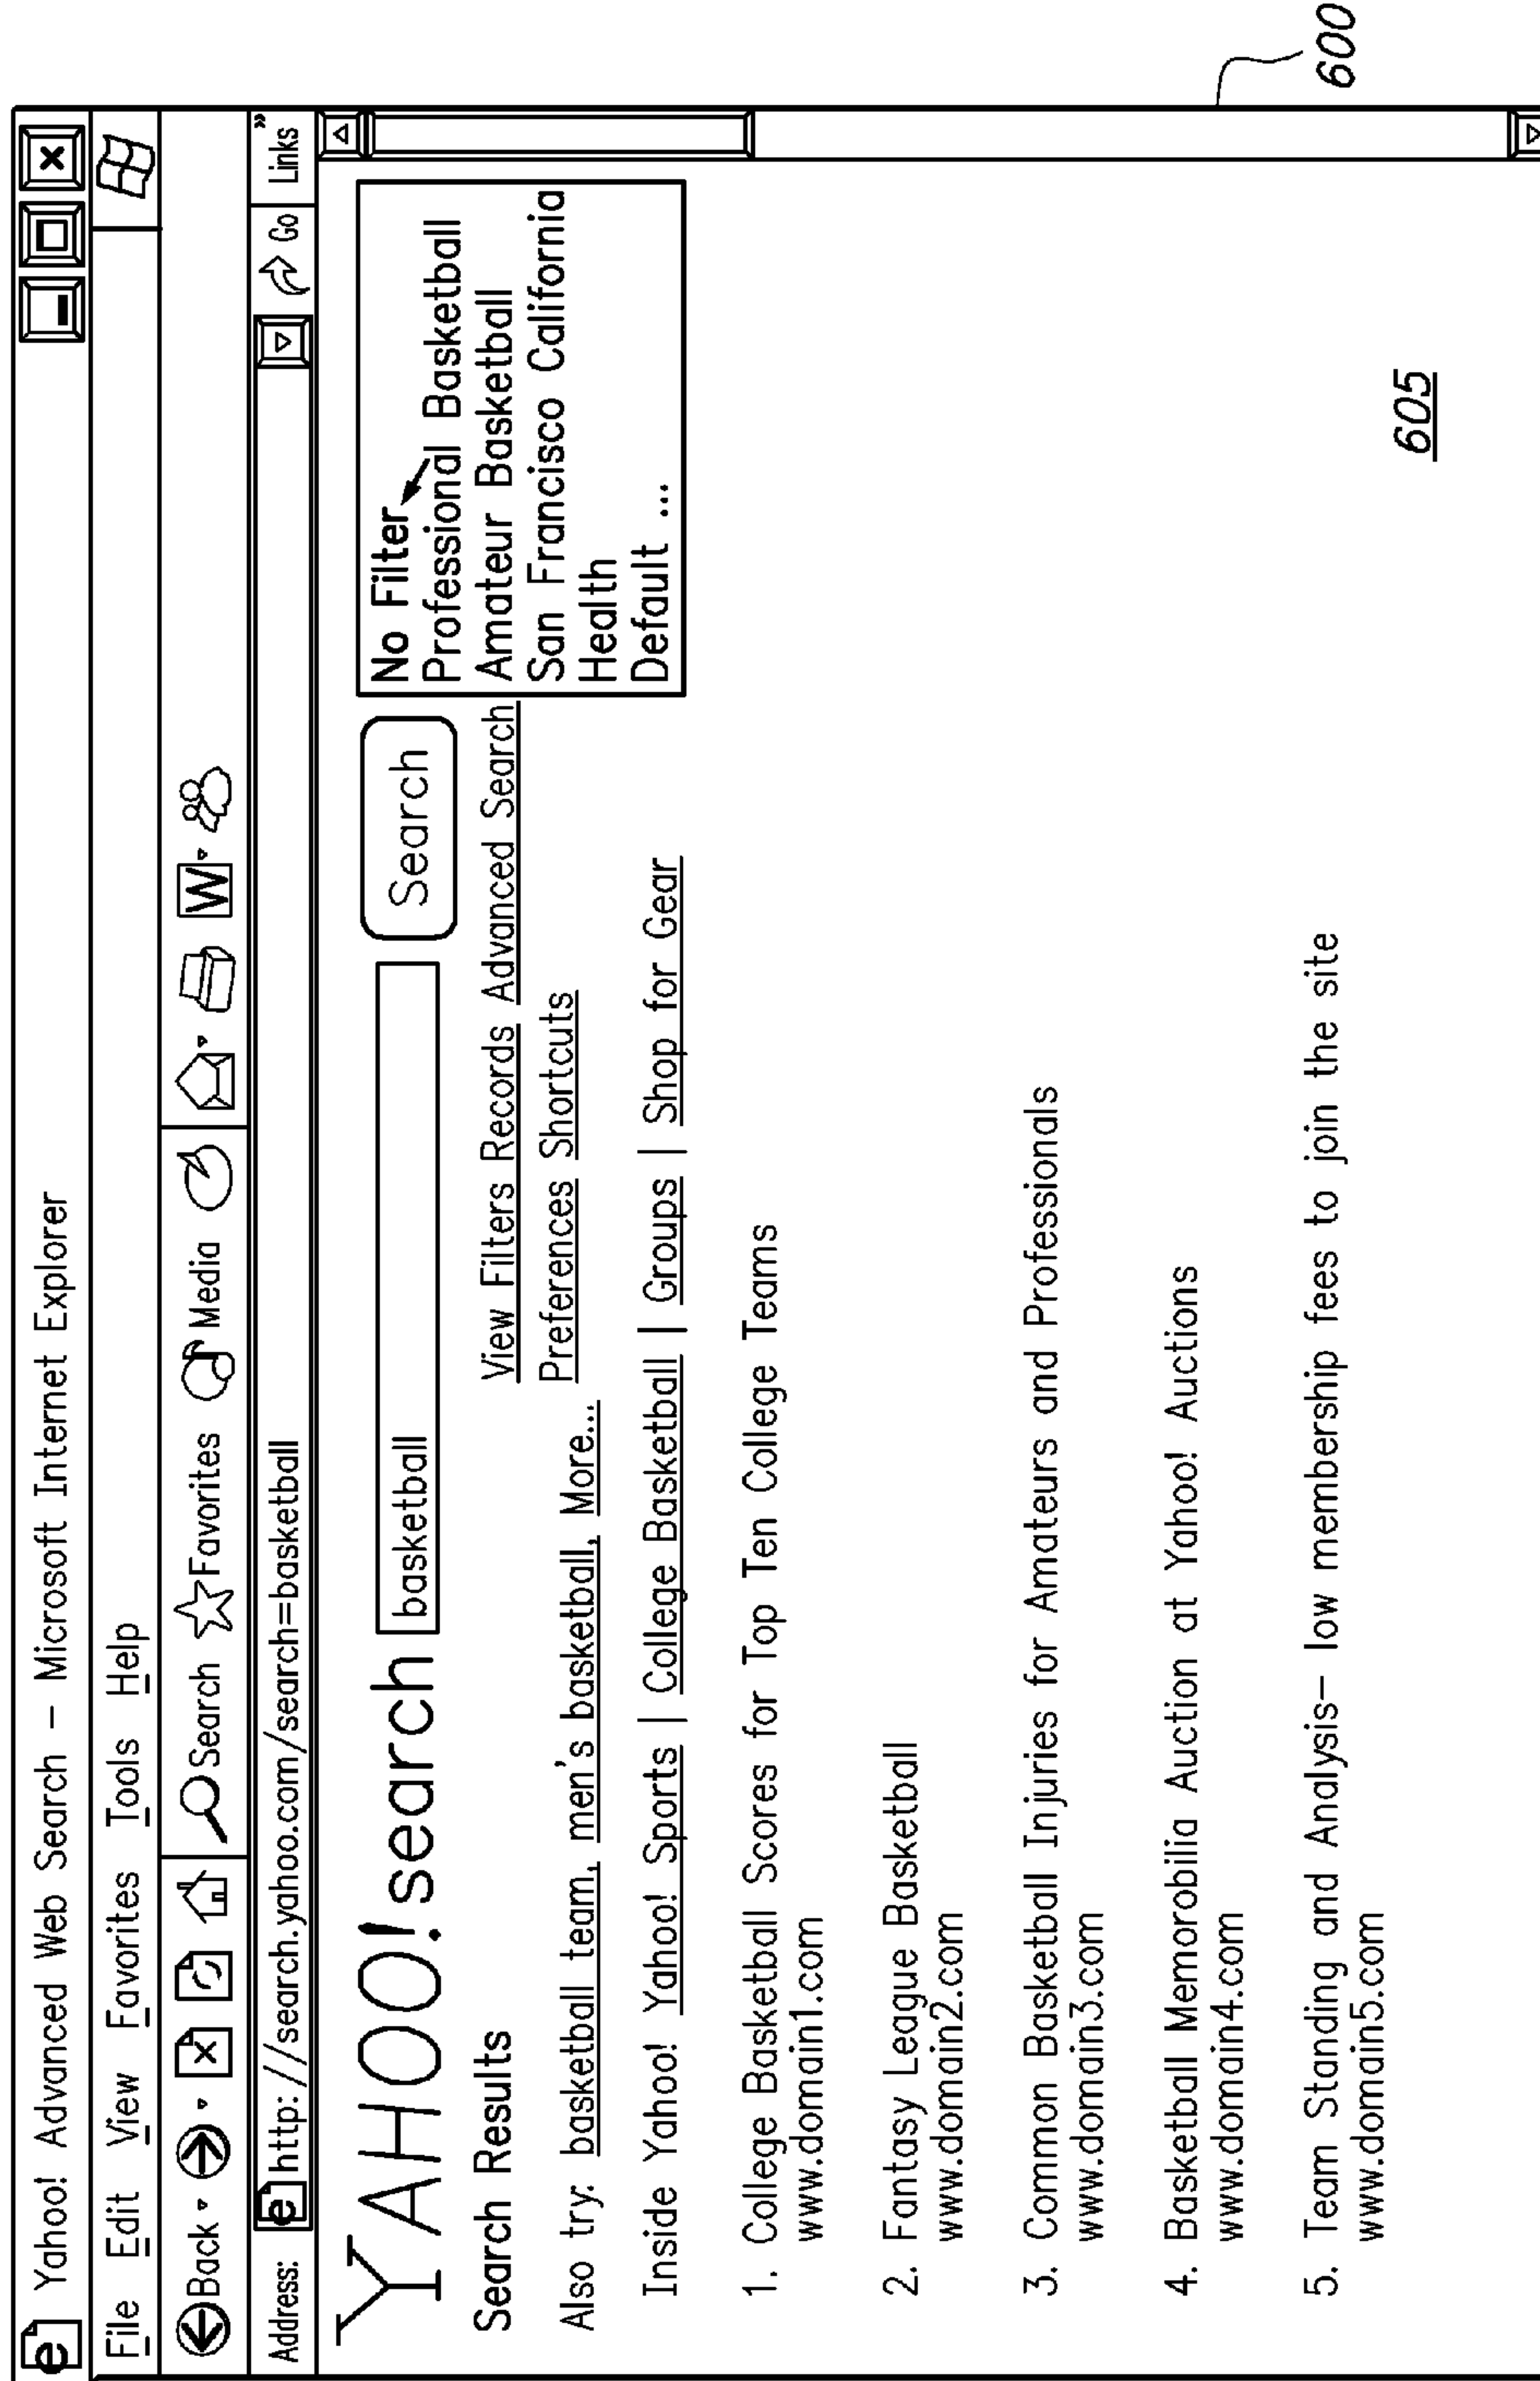 Yahoo! Advanced Web Search – Microsoft Internet Explorer
File Edit View Favorites Tools Help
Back Search Favorites Media W
Address: http: //search.yahoo.com/search=basketball Go Links »
YAHOO!search basketball Search
No Filter
Professional Basketball
Amateur Basketball
San Francisco California
Health
Default ...
Search Results
View Filters Records Advanced Search
Preferences Shortcuts
Also try: basketball team, men's basketball, More...
Inside Yahoo! Yahoo! Sports | College Basketball | Groups | Shop for Gear
1. College Basketball Scores for Top Ten College Teams
www.domain1.com
2. Fantasy League Basketball
www.domain2.com
3. Common Basketball Injuries for Amateurs and Professionals
www.domain3.com
4. Basketball Memorobilia Auction at Yahoo! Auctions
www.domain4.com
5. Team Standing and Analysis– low membership fees to join the site
www.domain5.com
605
600